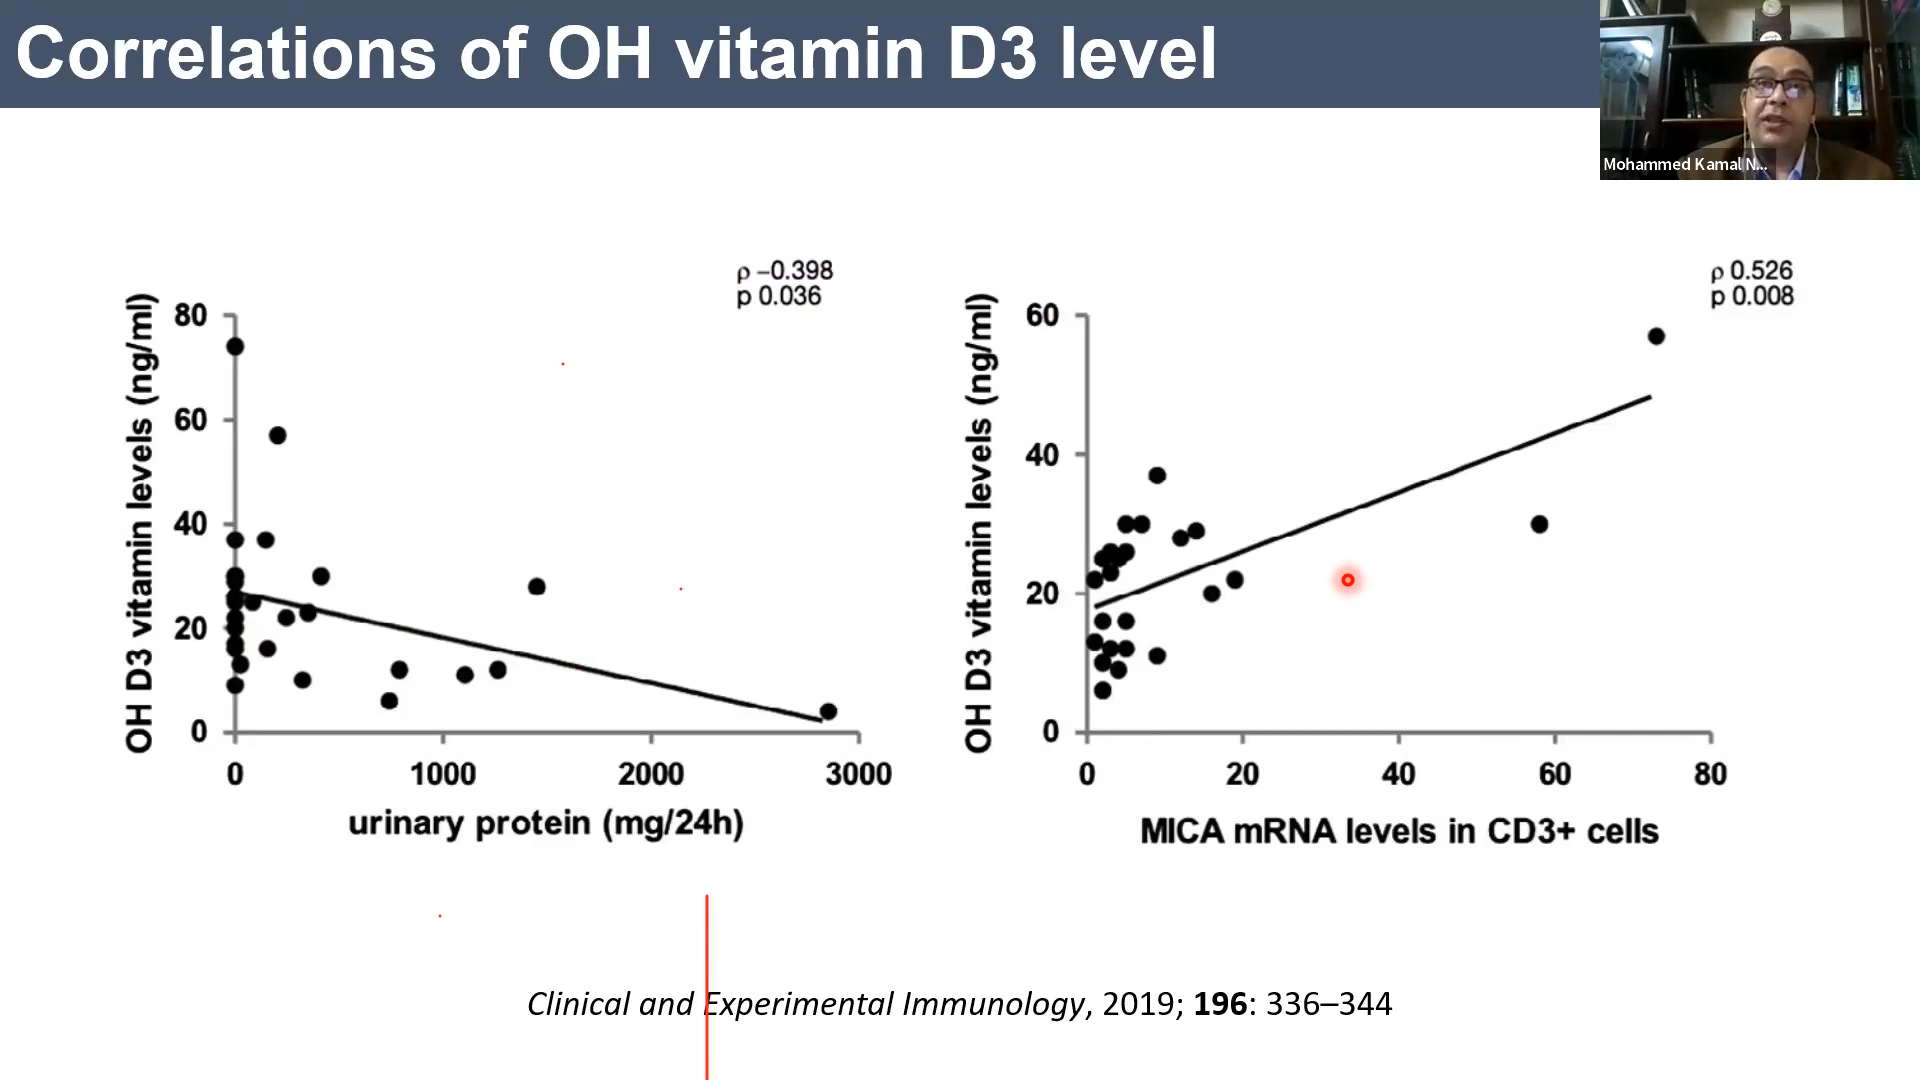 Correlations of OH vitamin D3 level
Mohammed Kamal N...
ρ −0.398
p 0.036
OH D3 vitamin levels (ng/ml)
80
60
40
20
0
0 1000 2000 3000
urinary protein (mg/24h)
ρ 0.526
p 0.008
OH D3 vitamin levels (ng/ml)
60
40
20
0
0 20 40 60 80
MICA mRNA levels in CD3+ cells
Clinical and Experimental Immunology, 2019; 196: 336–344